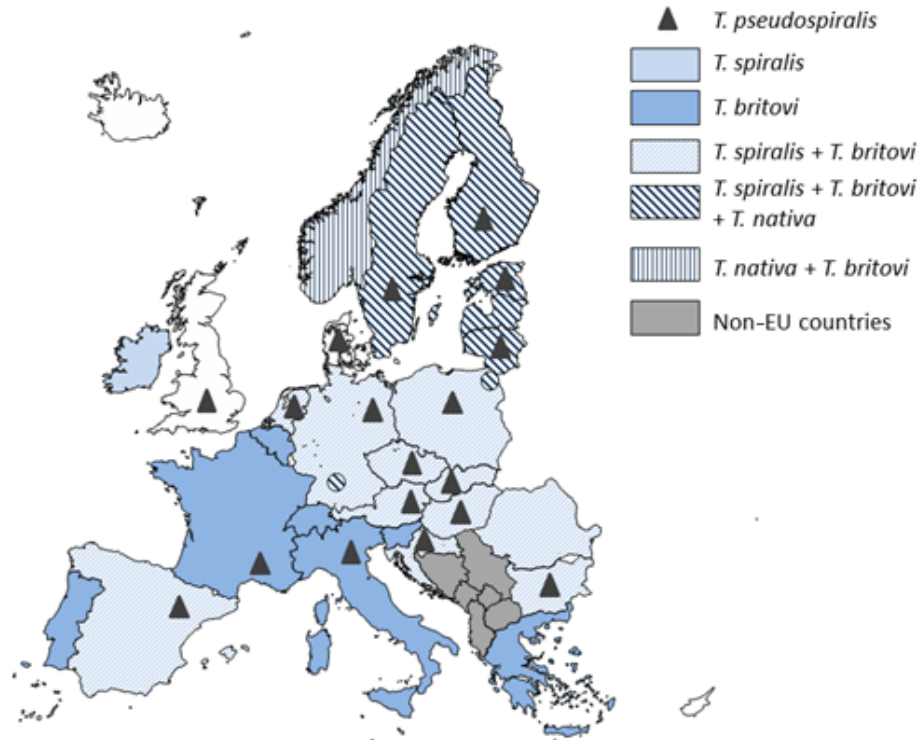 T. pseudospiralis
T. spiralis
T. britovi
T. spiralis + T. britovi
T. spiralis + T. britovi
+ T. nativa
T. nativa + T. britovi
Non-EU countries